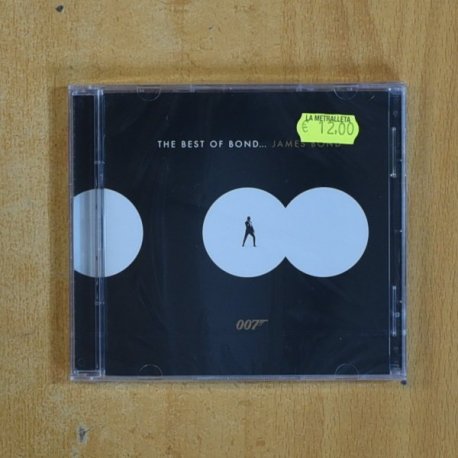 LA METRALLETA
€ 12,00
THE BEST OF BOND... JAMES BOND
007